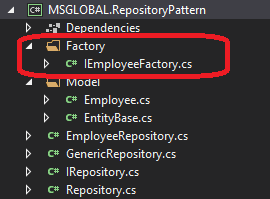 MSGLOBAL.RepositoryPattern
Dependencies
Factory
C# IEmployeeFactory.cs
Model
C# Employee.cs
C# EntityBase.cs
C# EmployeeRepository.cs
C# GenericRepository.cs
C# IRepository.cs
C# Repository.cs